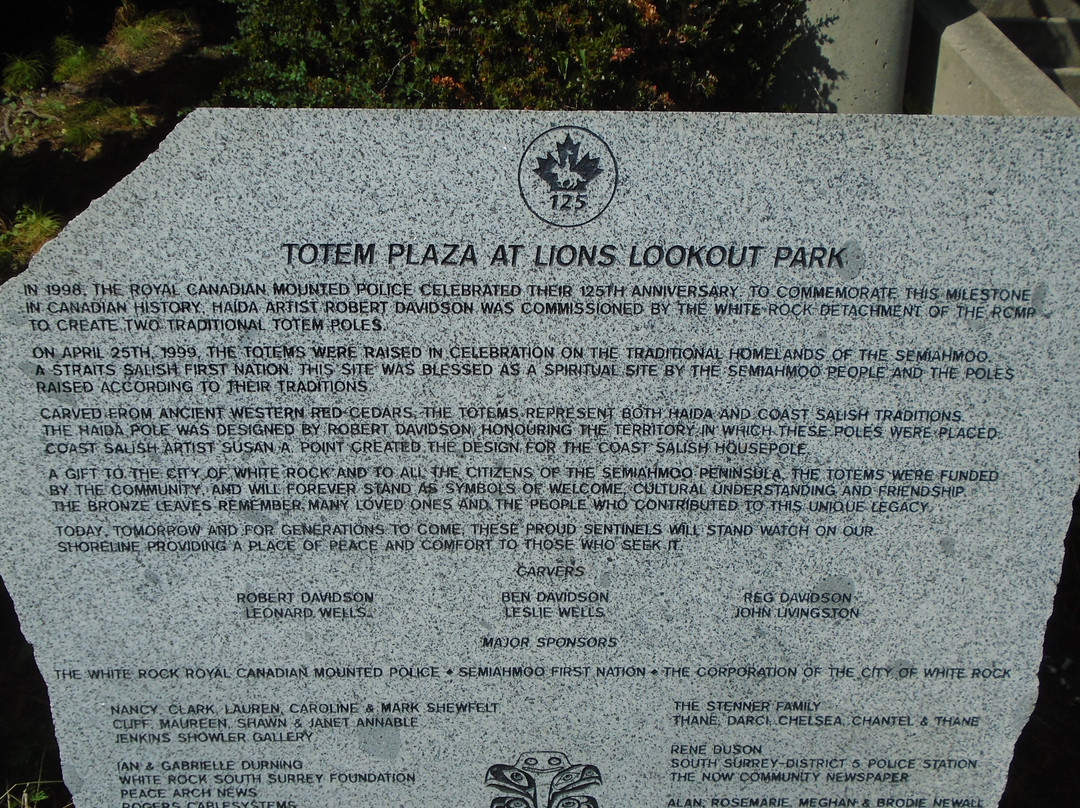 125
TOTEM PLAZA AT LIONS LOOKOUT PARK
IN 1998, THE ROYAL CANADIAN MOUNTED POLICE CELEBRATED THEIR 125TH ANNIVERSARY. TO COMMEMORATE THIS MILESTONE
IN CANADIAN HISTORY, HAIDA ARTIST ROBERT DAVIDSON WAS COMMISSIONED BY THE WHITE ROCK DETACHMENT OF THE RCMP
TO CREATE TWO TRADITIONAL TOTEM POLES.
ON APRIL 25TH, 1999, THE TOTEMS WERE RAISED IN CELEBRATION ON THE TRADITIONAL HOMELANDS OF THE SEMIAHMOO,
A STRAITS SALISH FIRST NATION. THIS SITE WAS BLESSED AS A SPIRITUAL SITE BY THE SEMIAHMOO PEOPLE AND THE POLES
RAISED ACCORDING TO THEIR TRADITIONS.
CARVED FROM ANCIENT WESTERN RED CEDARS, THE TOTEMS REPRESENT BOTH HAIDA AND COAST SALISH TRADITIONS.
THE HAIDA POLE WAS DESIGNED BY ROBERT DAVIDSON, HONOURING THE TERRITORY IN WHICH THESE POLES WERE PLACED.
COAST SALISH ARTIST SUSAN A. POINT CREATED THE DESIGN FOR THE COAST SALISH HOUSEPOLE.
A GIFT TO THE CITY OF WHITE ROCK AND TO ALL THE CITIZENS OF THE SEMIAHMOO PENINSULA, THE TOTEMS WERE FUNDED
BY THE COMMUNITY, AND WILL FOREVER STAND AS SYMBOLS OF WELCOME, CULTURAL UNDERSTANDING AND FRIENDSHIP.
THE BRONZE LEAVES REMEMBER MANY LOVED ONES AND THE PEOPLE WHO CONTRIBUTED TO THIS UNIQUE LEGACY.
TODAY, TOMORROW AND FOR GENERATIONS TO COME, THESE PROUD SENTINELS WILL STAND WATCH ON OUR
SHORELINE PROVIDING A PLACE OF PEACE AND COMFORT TO THOSE WHO SEEK IT.
CARVERS
ROBERT DAVIDSON BEN DAVIDSON REG DAVIDSON
LEONARD WELLS LESLIE WELLS JOHN LIVINGSTON
MAJOR SPONSORS
THE WHITE ROCK ROYAL CANADIAN MOUNTED POLICE • SEMIAHMOO FIRST NATION • THE CORPORATION OF THE CITY OF WHITE ROCK
NANCY, CLARK, LAUREN, CAROLINE & MARK SHEWFELT
CLIFF, MAUREEN, SHAWN & JANET ANNABLE
JENKINS SHOWLER GALLERY
IAN & GABRIELLE DURNING
WHITE ROCK SOUTH SURREY FOUNDATION
PEACE ARCH NEWS
ROGERS CABLESYSTEMS
THE STENNER FAMILY
THANE, DARCI, CHELSEA, CHANTEL & THANE
RENE DUSON
SOUTH SURREY-DISTRICT 5 POLICE STATION
THE NOW COMMUNITY NEWSPAPER
ALAN, ROSEMARIE, MEGHAN & BRODIE NEWALL